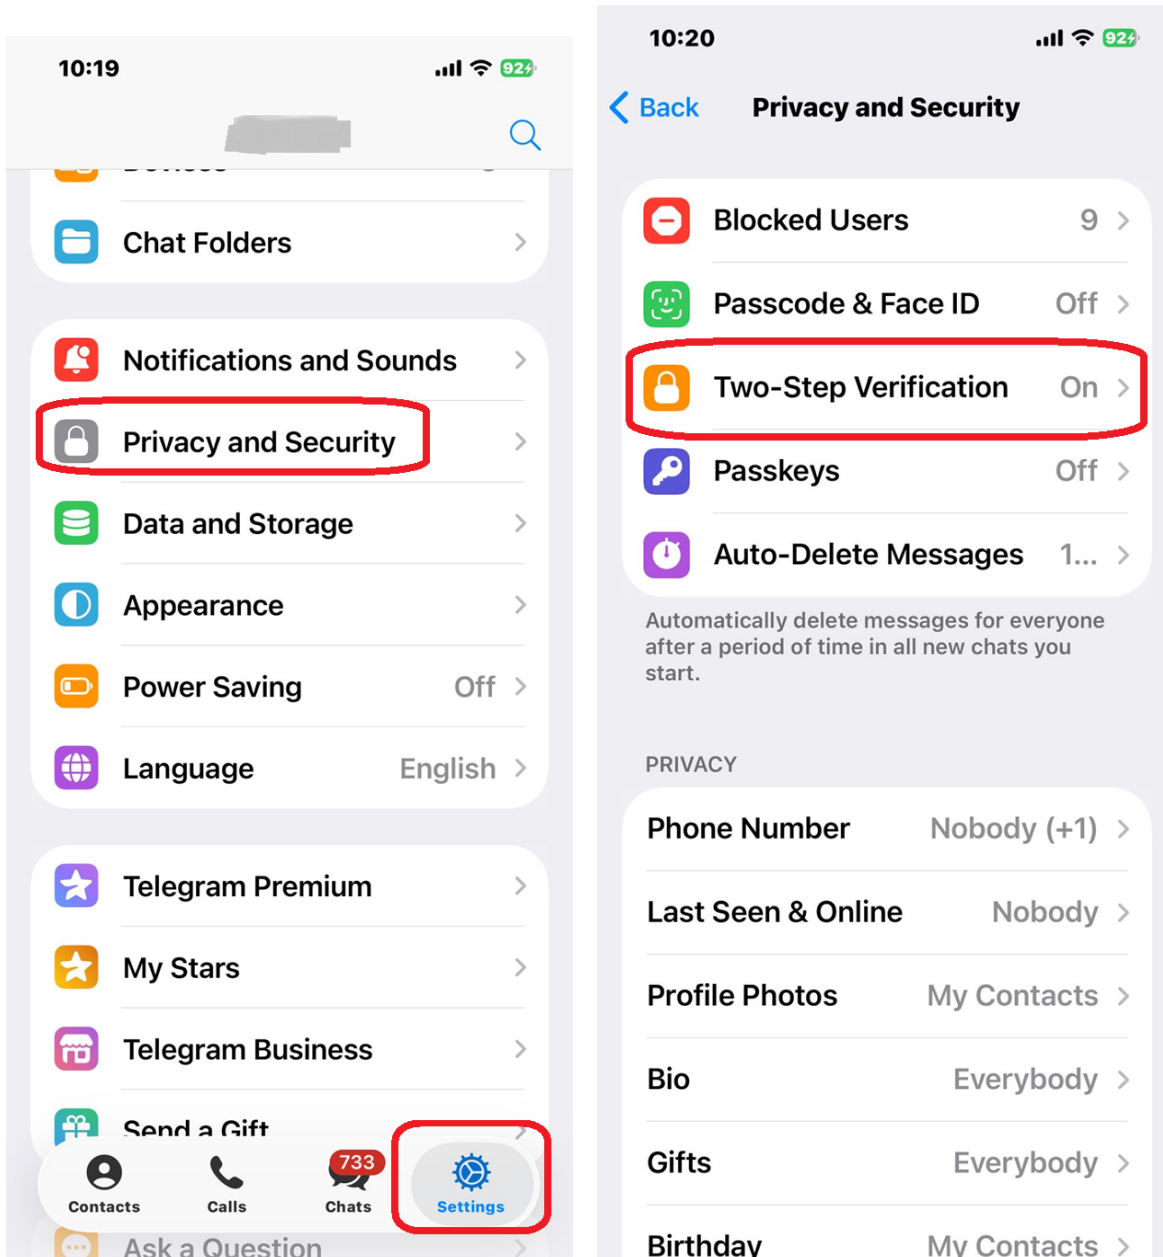 10:19
92
Devices
Chat Folders
Notifications and Sounds
Privacy and Security
Data and Storage
Appearance
Power Saving Off
Language English
Telegram Premium
My Stars
Telegram Business
Send a Gift
733
Contacts Calls Chats Settings
Ask a Question
10:20
92
Back Privacy and Security
Blocked Users 9
Passcode & Face ID Off
Two-Step Verification On
Passkeys Off
Auto-Delete Messages 1...
Automatically delete messages for everyone
after a period of time in all new chats you
start.
PRIVACY
Phone Number Nobody (+1)
Last Seen & Online Nobody
Profile Photos My Contacts
Bio Everybody
Gifts Everybody
Birthday My Contacts